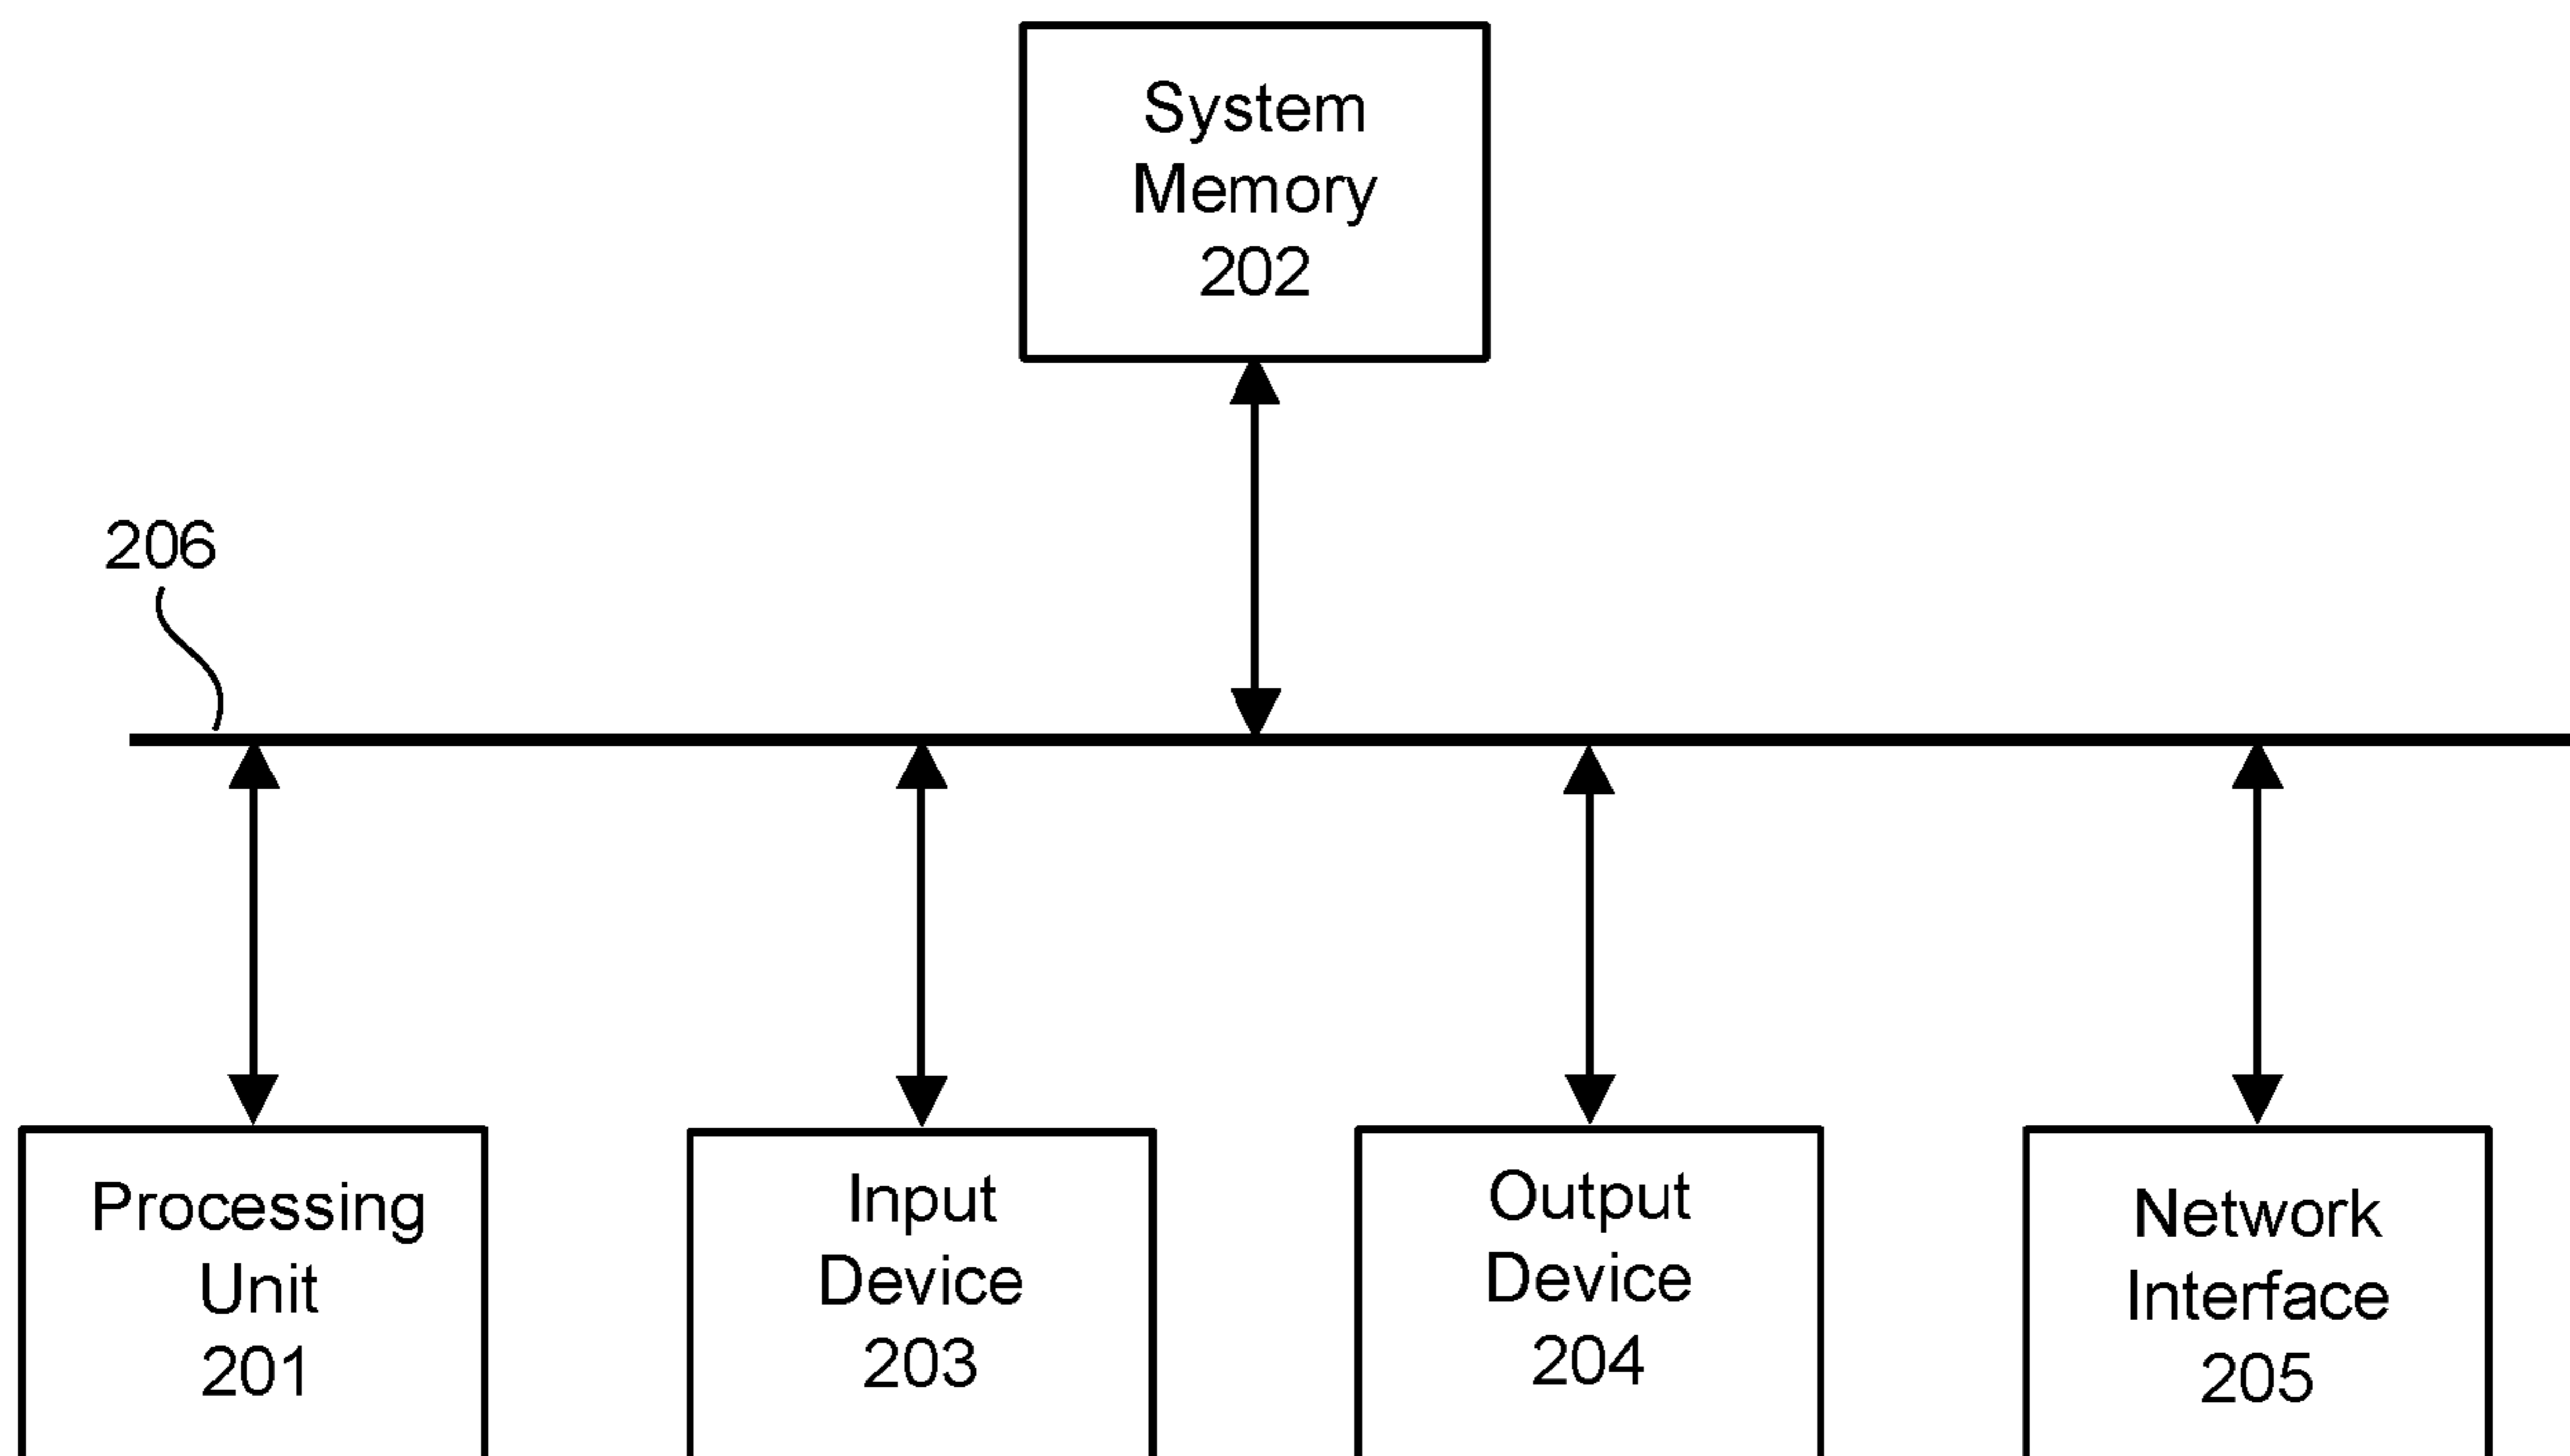 System
Memory
202
206
Processing
Unit
201
Input
Device
203
Output
Device
204
Network
Interface
205